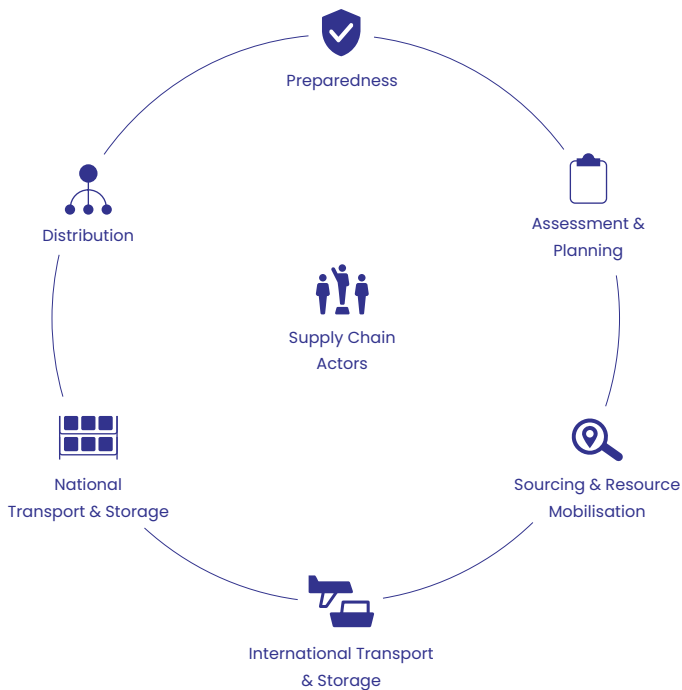 Preparedness
Assessment &
Planning
Distribution
Supply Chain
Actors
Sourcing & Resource
Mobilisation
National
Transport & Storage
International Transport
& Storage